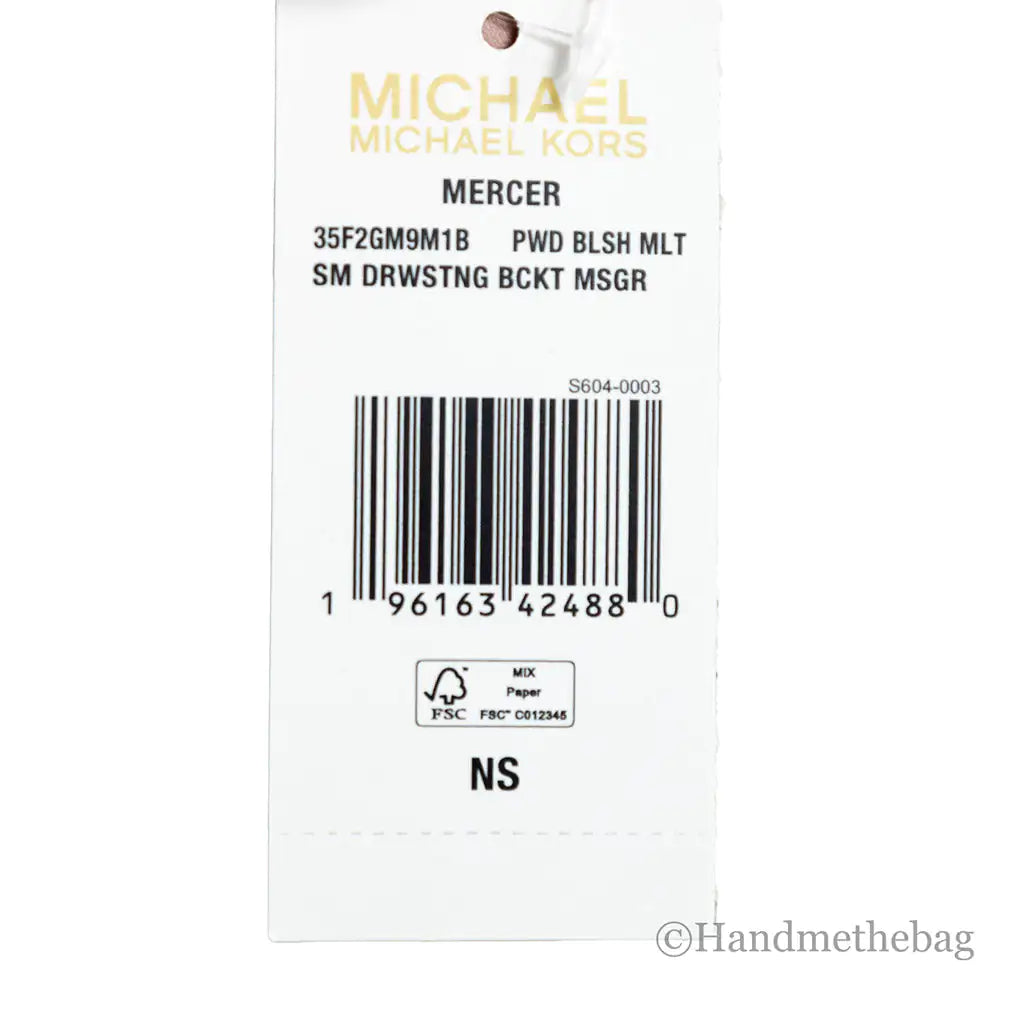 MICHAEL
MICHAEL KORS
MERCER
35F2GM9M1B PWD BLSH MLT
SM DRWSTNG BCKT MSGR
S604-0003
1 96163 42488 0
MIX
Paper
FSC™ C012345
FSC
NS
©Handmethebag